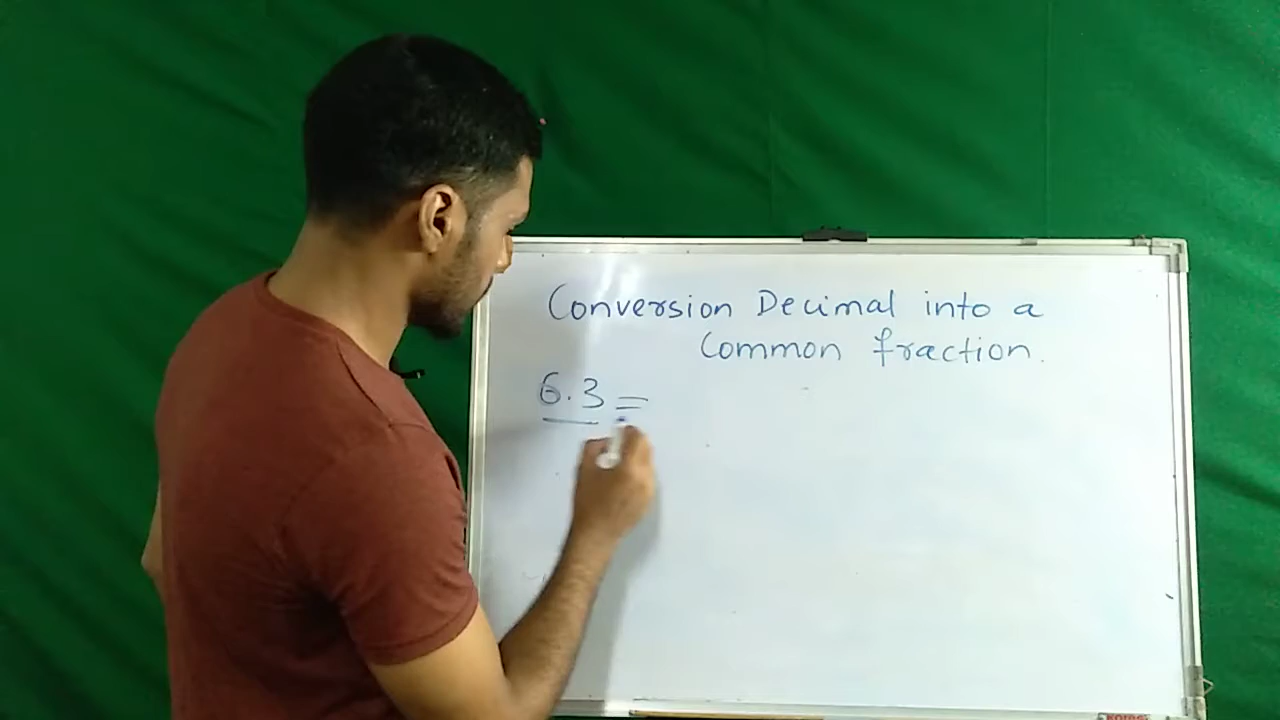 Conversion Decimal into a
Common fraction.
6.3 =